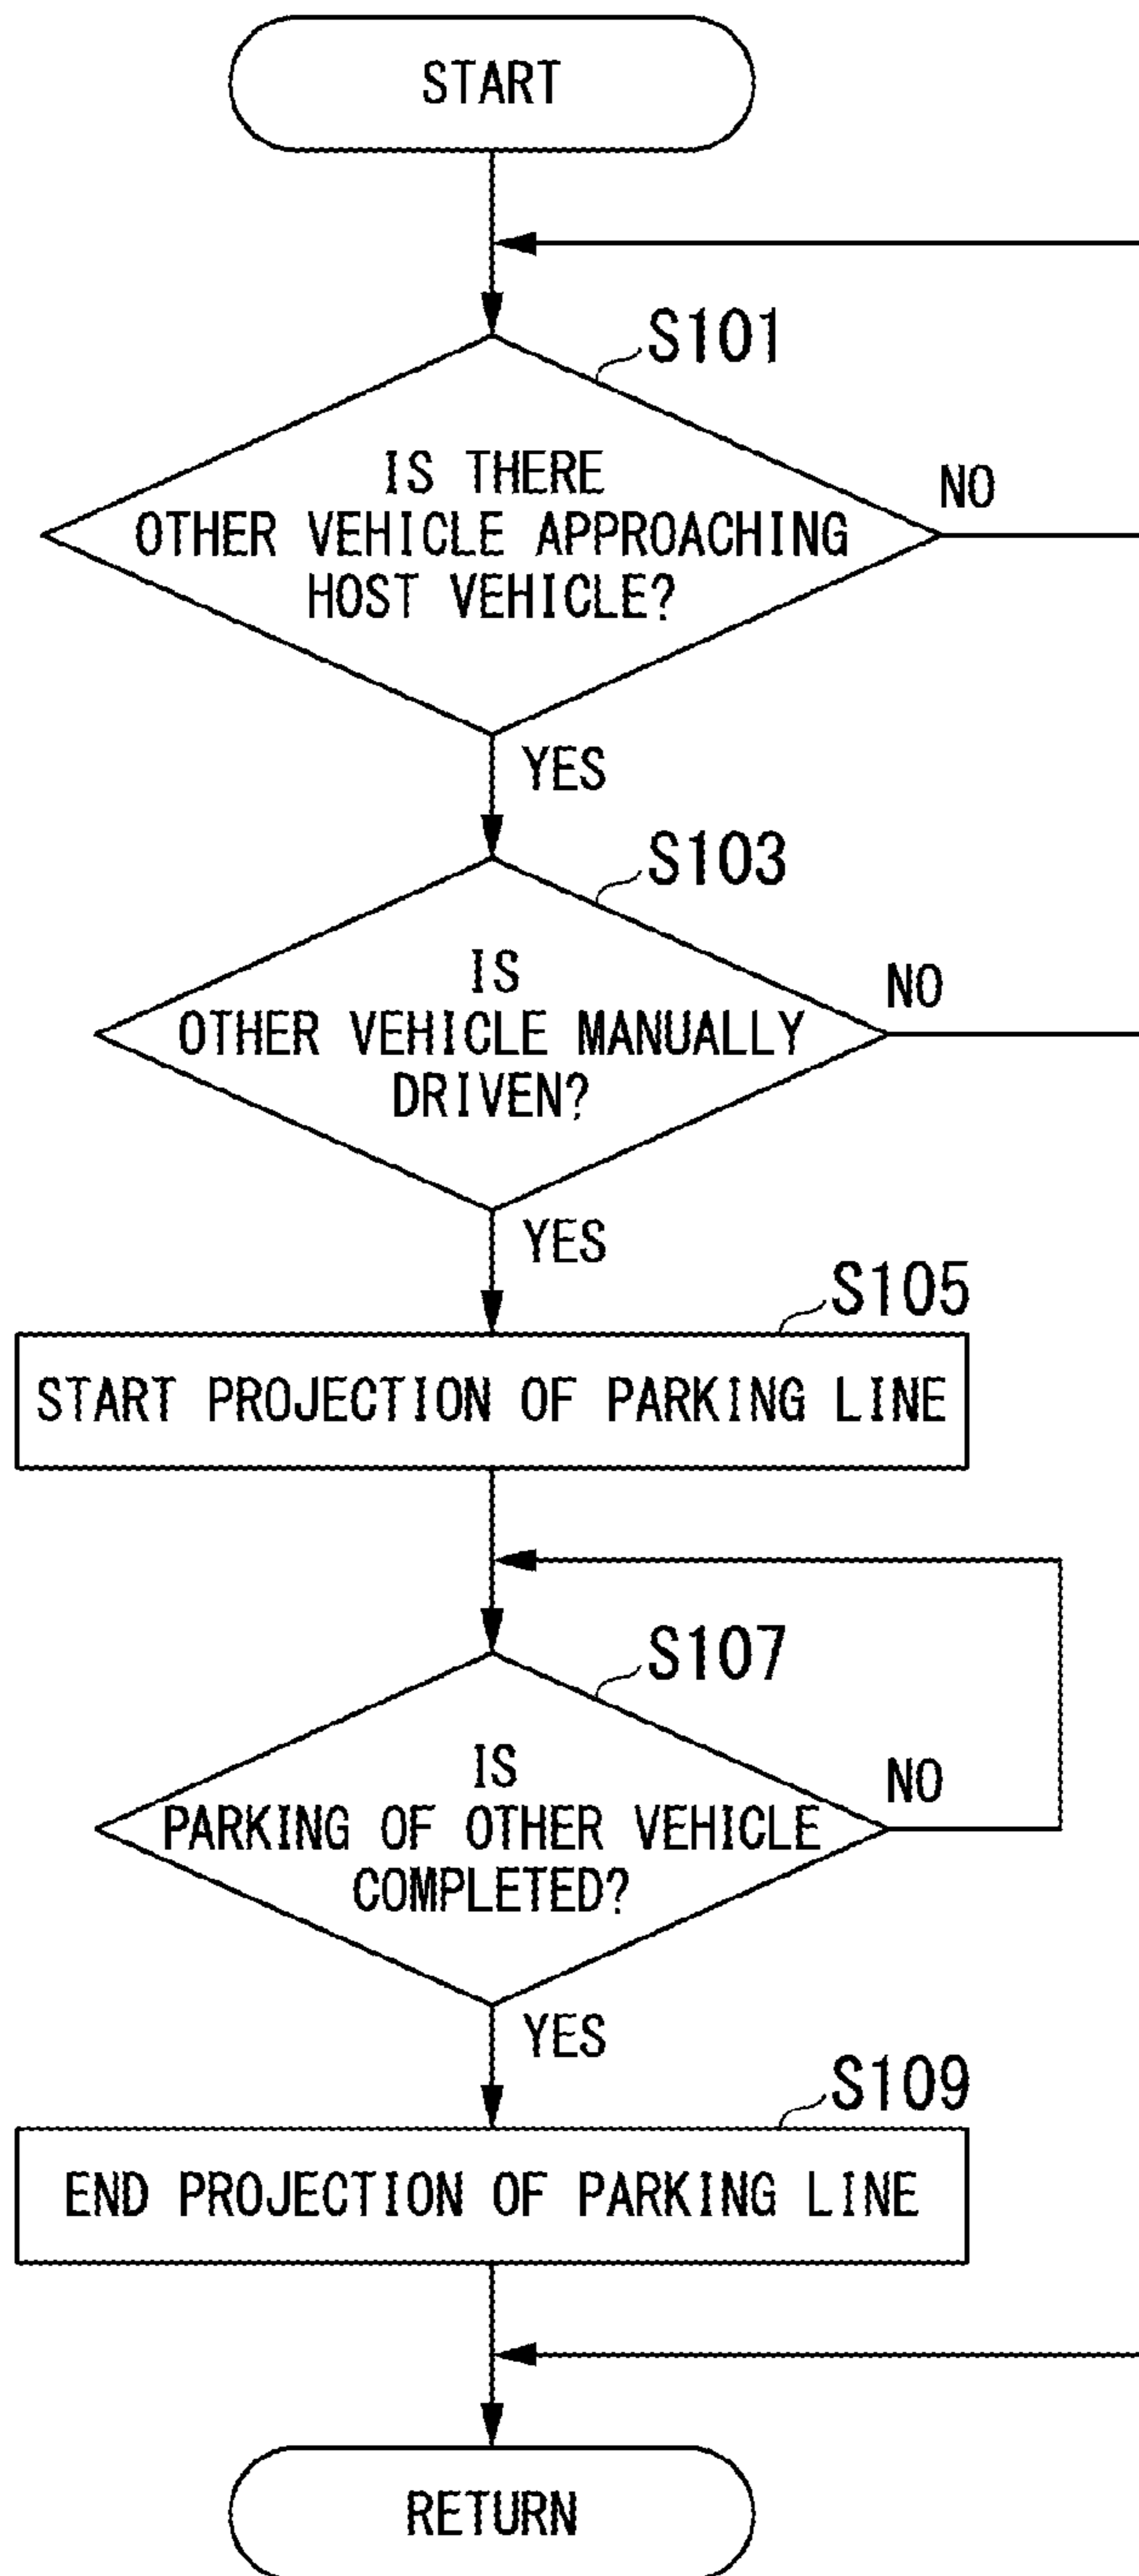 START
S101
IS THERE
OTHER VEHICLE APPROACHING
HOST VEHICLE?
NO
YES
S103
IS
OTHER VEHICLE MANUALLY
DRIVEN?
NO
YES
S105
START PROJECTION OF PARKING LINE
S107
IS
PARKING OF OTHER VEHICLE
COMPLETED?
NO
YES
S109
END PROJECTION OF PARKING LINE
RETURN